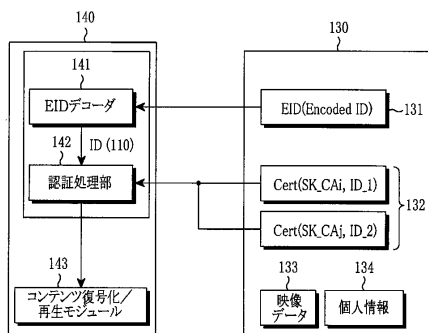 140
130
141
EIDデコーダ
EID(Encoded ID)
131
142
ID (110)
認証処理部
Cert(SK_CAi, ID_1)
132
Cert(SK_CAj, ID_2)
143
133
134
コンテンツ復号化/
再生モジュール
映像
データ
個人情報